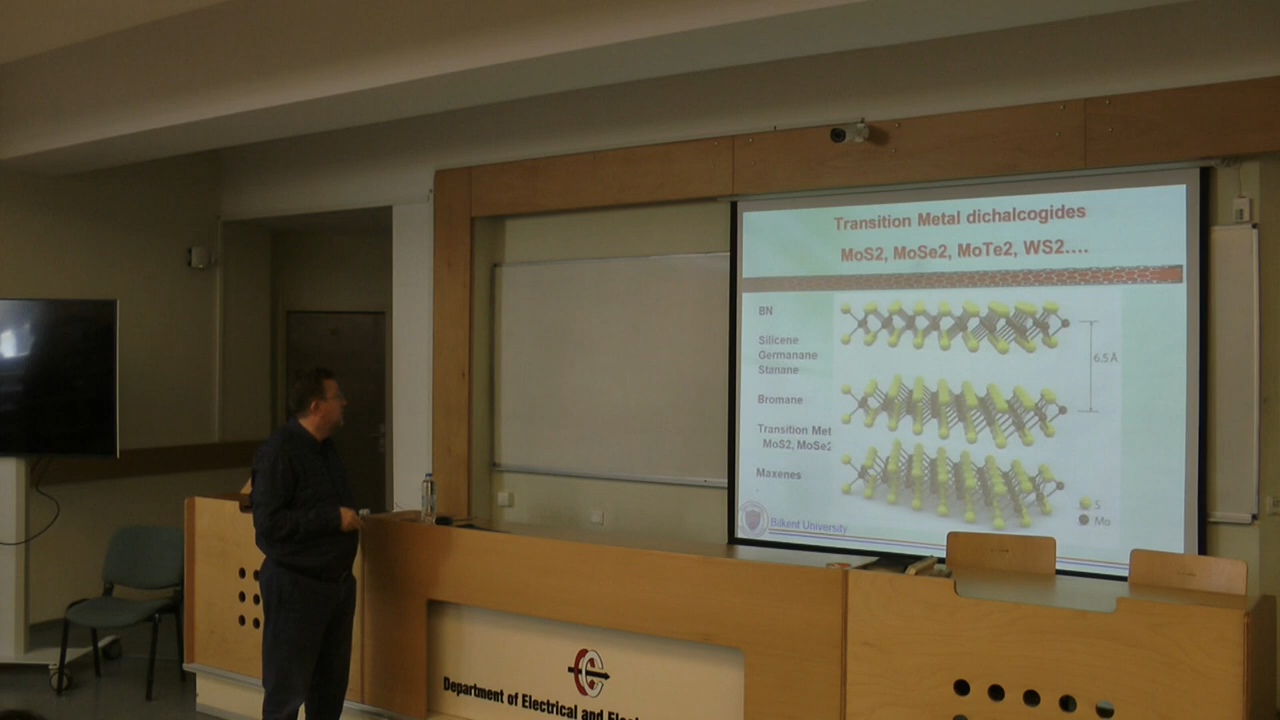 Transition Metal dichalcogides
MoS2, MoSe2, MoTe2, WS2....
BN
Silicene
Germanane
Stanane
Bromane
Transition Met
MoS2, MoSe2
Maxenes
6.5 Å
S
Mo
Bilkent University
Department of Electrical and Elec